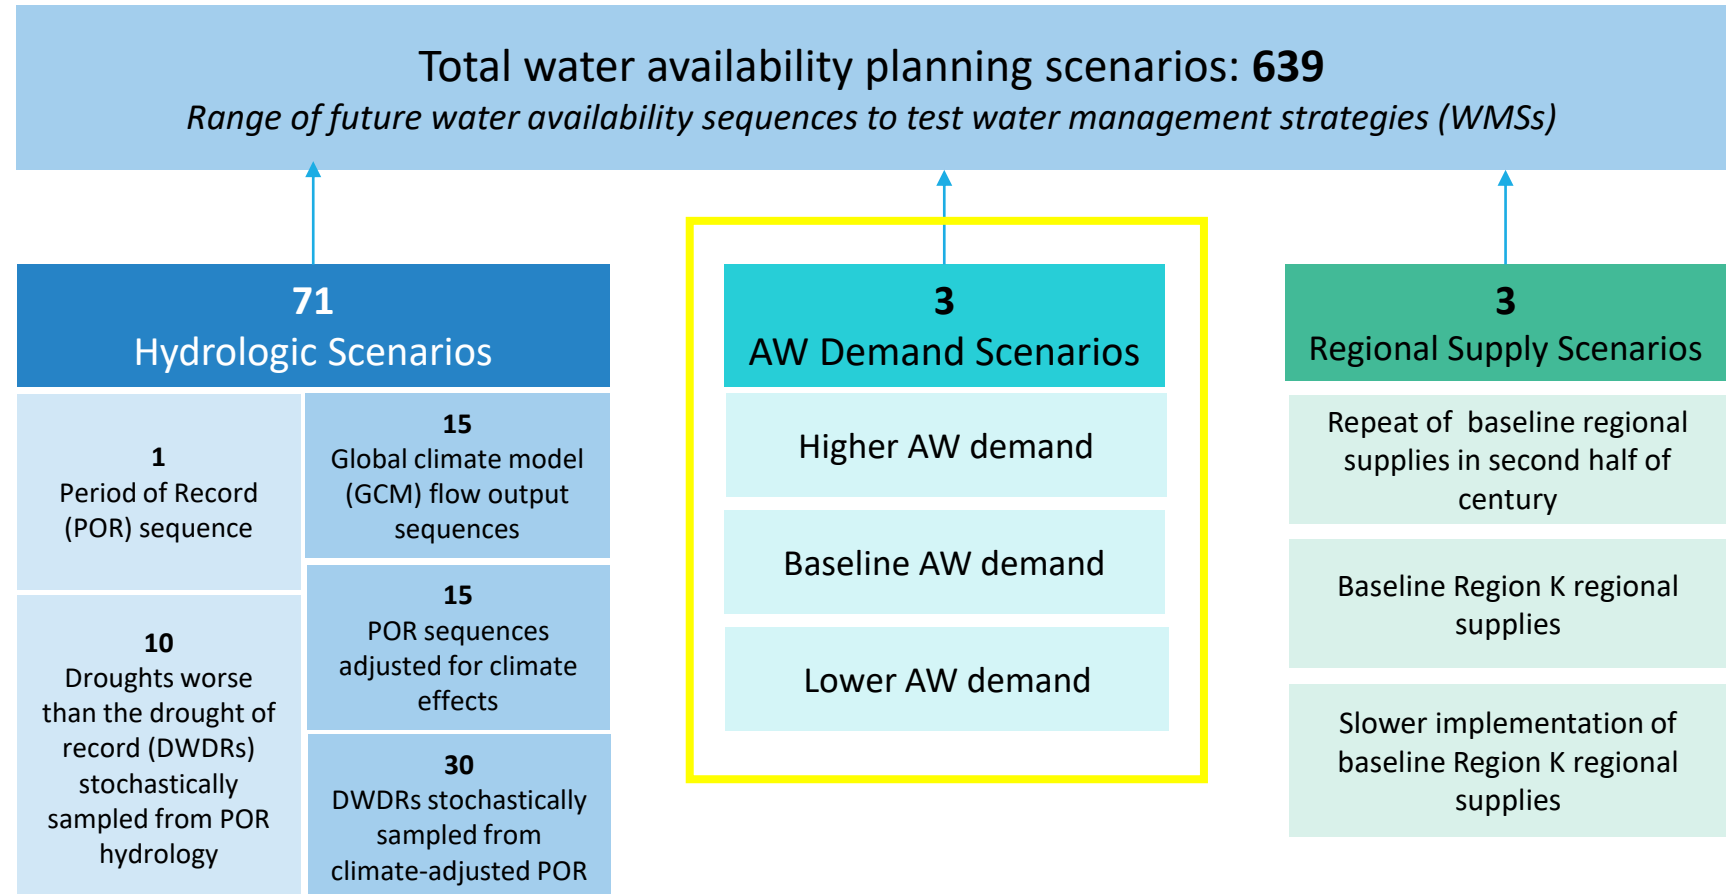 Total water availability planning scenarios: 639
Range of future water availability sequences to test water management strategies (WMSs)
71
Hydrologic Scenarios
1
Period of Record
(POR) sequence
10
Droughts worse
than the drought of
record (DWDRs)
stochastically
sampled from POR
hydrology
15
Global climate model
(GCM) flow output
sequences
15
POR sequences
adjusted for climate
effects
30
DWDRs stochastically
sampled from
climate-adjusted POR
3
AW Demand Scenarios
Higher AW demand
Baseline AW demand
Lower AW demand
3
Regional Supply Scenarios
Repeat of baseline regional
supplies in second half of
century
Baseline Region K regional
supplies
Slower implementation of
baseline Region K regional
supplies